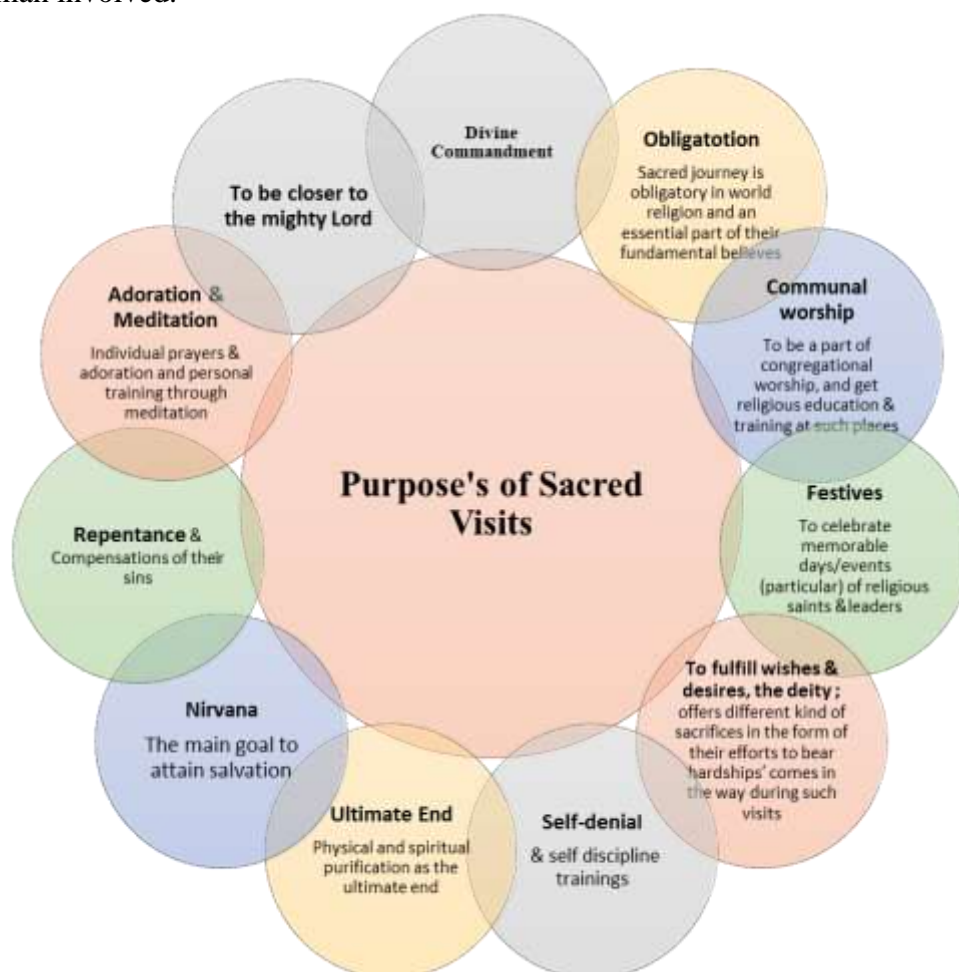 man involved.
Divine
Commandment
Obligatotion
Sacred journey is
obligatory in world
religion and an
essential part of their
fundamental believes
Communal
worship
To be a part of
congregational
worship, and get
religious education &
training at such places
Festives
To celebrate
memorable
days/events
(particular) of religious
saints &leaders
To fulfill wishes &
desires, the deity ;
offers different kind of
sacrifices in the form of
their efforts to bear
hardships' comes in
the way during such
visits
Self-denial
& self discipline
trainings
Ultimate End
Physical and spiritual
purification as the
ultimate end
Nirvana
The main goal to
attain salvation
Repentance &
Compensations of their
sins
Adoration &
Meditation
Individual prayers &
adoration and personal
training through
meditation
To be closer to
the mighty Lord
Purpose's of Sacred
Visits